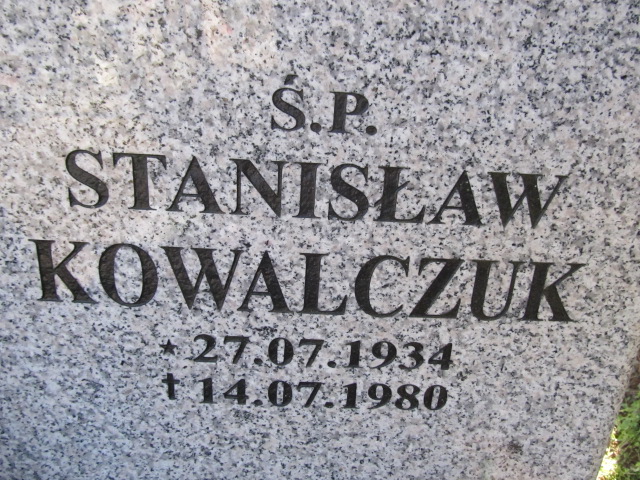 Ś.P.
STANISŁAW
KOWALCZUK
* 27.07.1934
† 14.07.1980